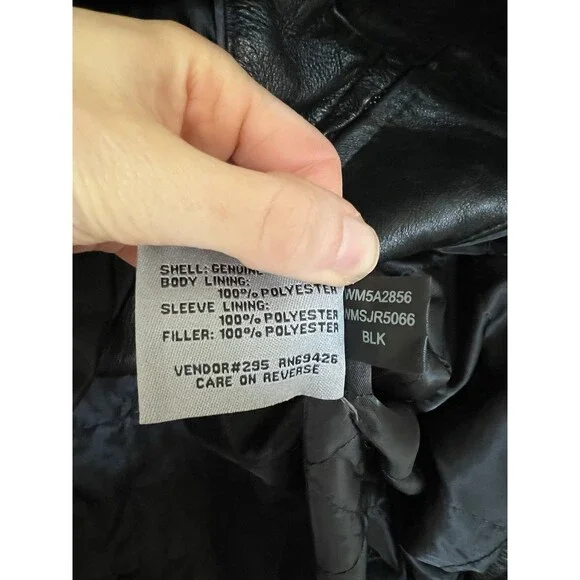 SHELL: GENUINE
BODY LINING:
100% POLYESTER
SLEEVE LINING:
100% POLYESTER
FILLER: 100% POLYESTER
VENDOR#295 RN69426
CARE ON REVERSE
WM5A2856
WMSJR5066
BLK